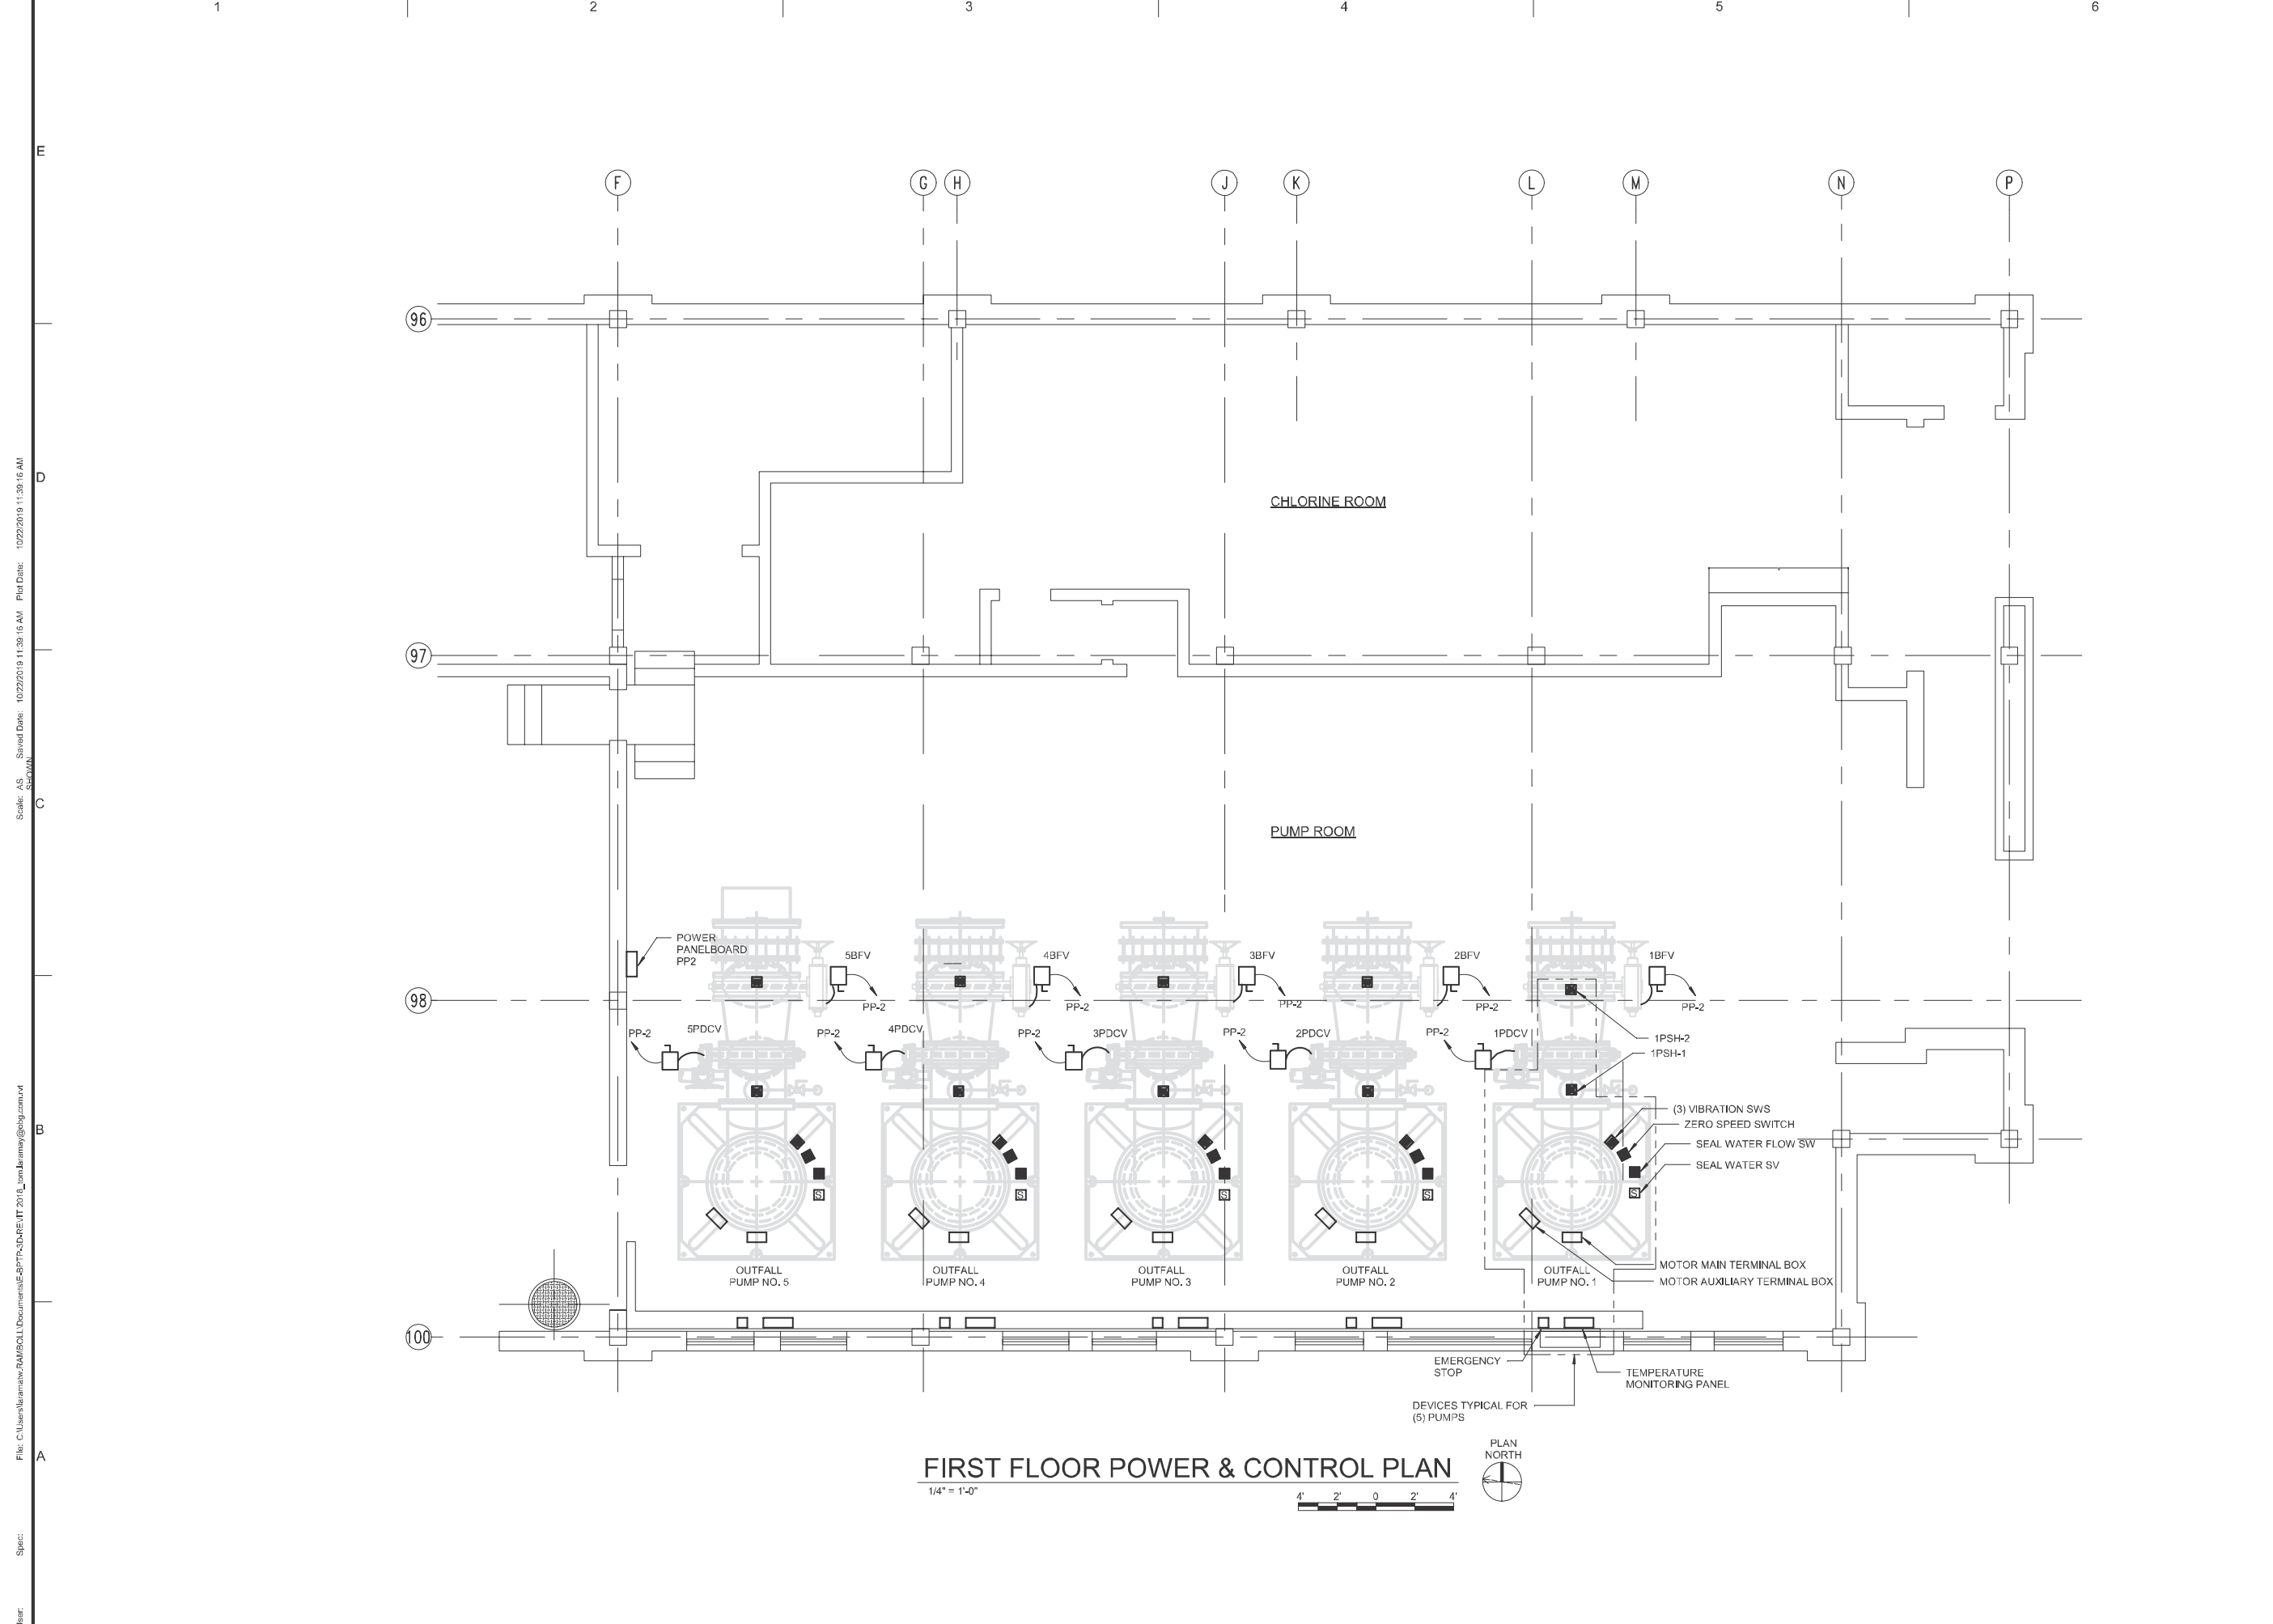 1 2 3 4 5 6
E
F G H J K L M N P
96
D
CHLORINE ROOM
97
C
PUMP ROOM
POWER
PANELBOARD
PP2
5BFV 4BFV 3BFV 2BFV 1BFV
98
PP-2 PP-2 PP-2 PP-2 PP-2
PP-2 5PDCV PP-2 4PDCV PP-2 3PDCV PP-2 2PDCV PP-2 1PDCV
1PSH-2
1PSH-1
B
(3) VIBRATION SWS
ZERO SPEED SWITCH
SEAL WATER FLOW SW
SEAL WATER SV
S S S S S
MOTOR MAIN TERMINAL BOX
MOTOR AUXILIARY TERMINAL BOX
OUTFALL
PUMP NO. 5
OUTFALL
PUMP NO. 4
OUTFALL
PUMP NO. 3
OUTFALL
PUMP NO. 2
OUTFALL
PUMP NO. 1
100
EMERGENCY
STOP
TEMPERATURE
MONITORING PANEL
DEVICES TYPICAL FOR
(5) PUMPS
A
PLAN
NORTH
FIRST FLOOR POWER & CONTROL PLAN
1/4" = 1'-0"
4' 2' 0 2' 4'
Scale: AS SHOWN Saved Date: 10/22/2019 11:39:16 AM Plot Date: 10/22/2019 11:39:16 AM
Spec: